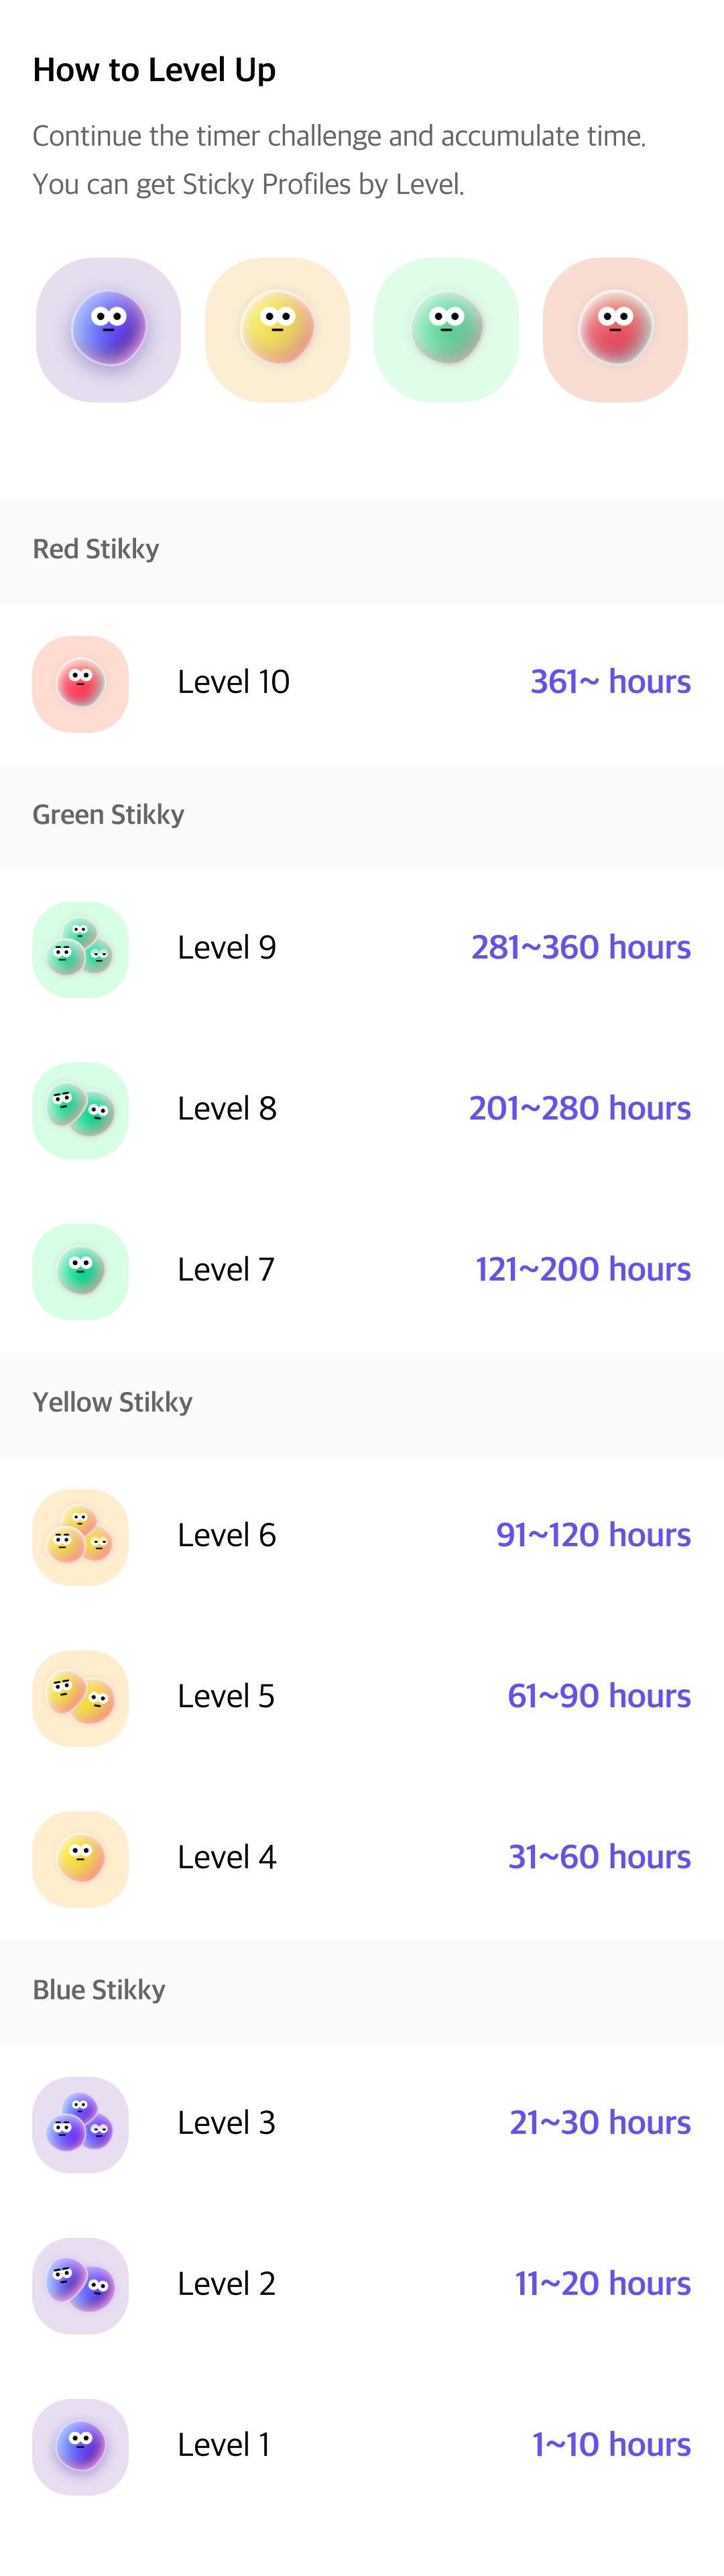 How to Level Up
Continue the timer challenge and accumulate time.
You can get Sticky Profiles by Level.
Red Stikky
Level 10 361~ hours
Green Stikky
Level 9 281~360 hours
Level 8 201~280 hours
Level 7 121~200 hours
Yellow Stikky
Level 6 91~120 hours
Level 5 61~90 hours
Level 4 31~60 hours
Blue Stikky
Level 3 21~30 hours
Level 2 11~20 hours
Level 1 1~10 hours